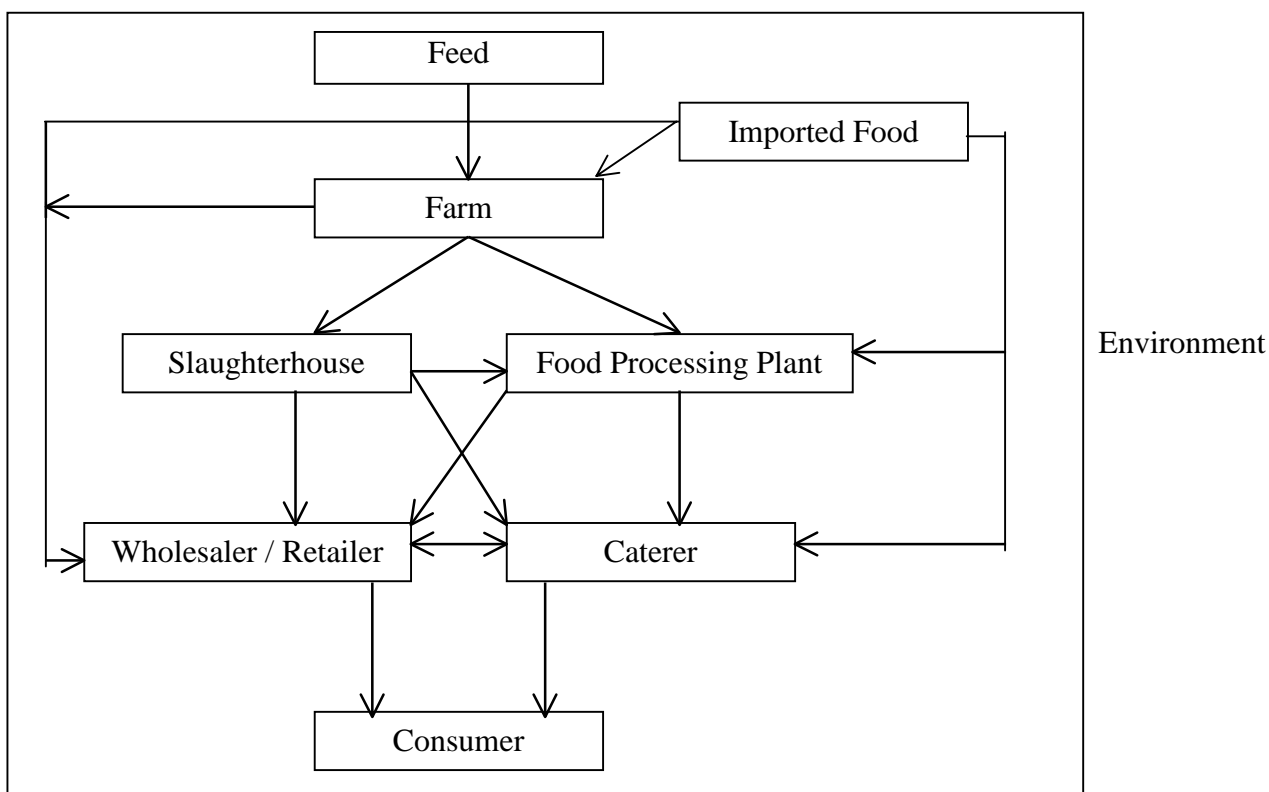 Feed
Imported Food
Farm
Slaughterhouse
Food Processing Plant
Environment
Wholesaler / Retailer
Caterer
Consumer